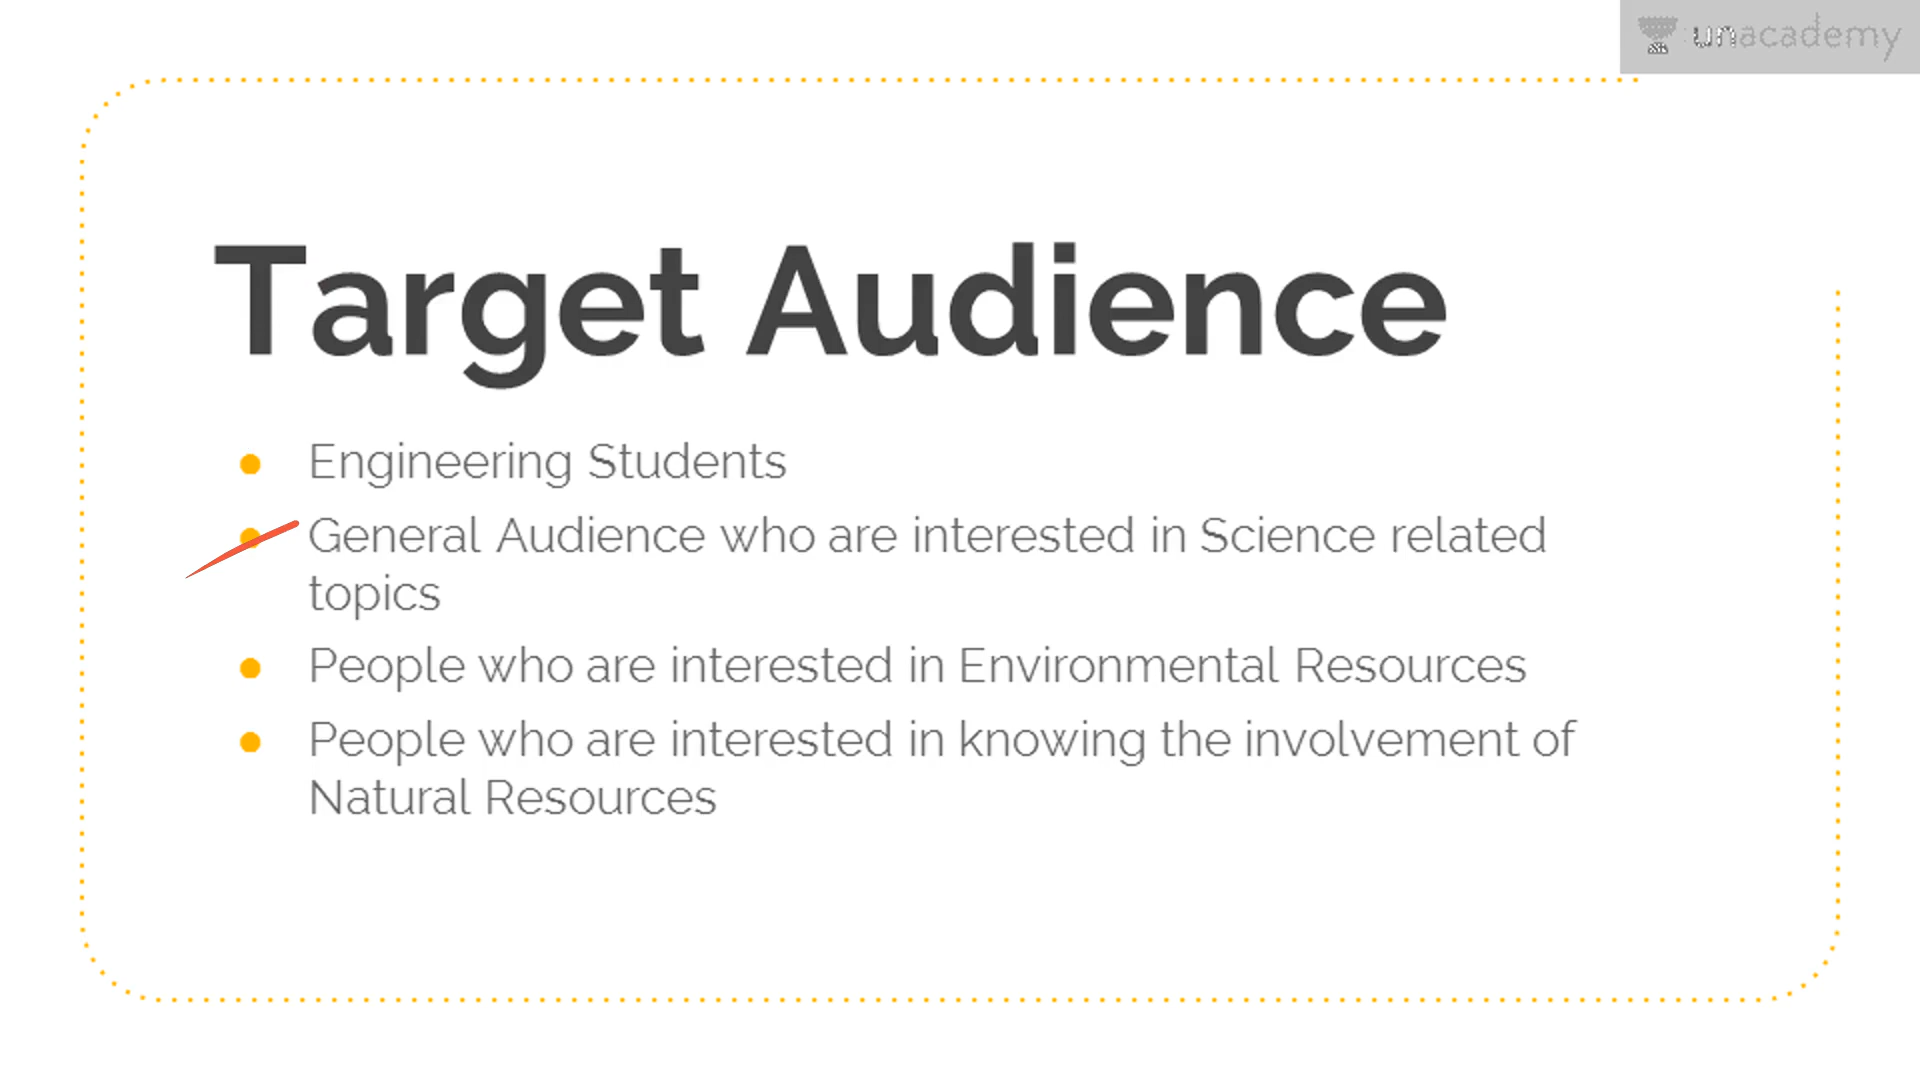 unacademy
Target Audience
Engineering Students
General Audience who are interested in Science related
topics
People who are interested in Environmental Resources
People who are interested in knowing the involvement of
Natural Resources